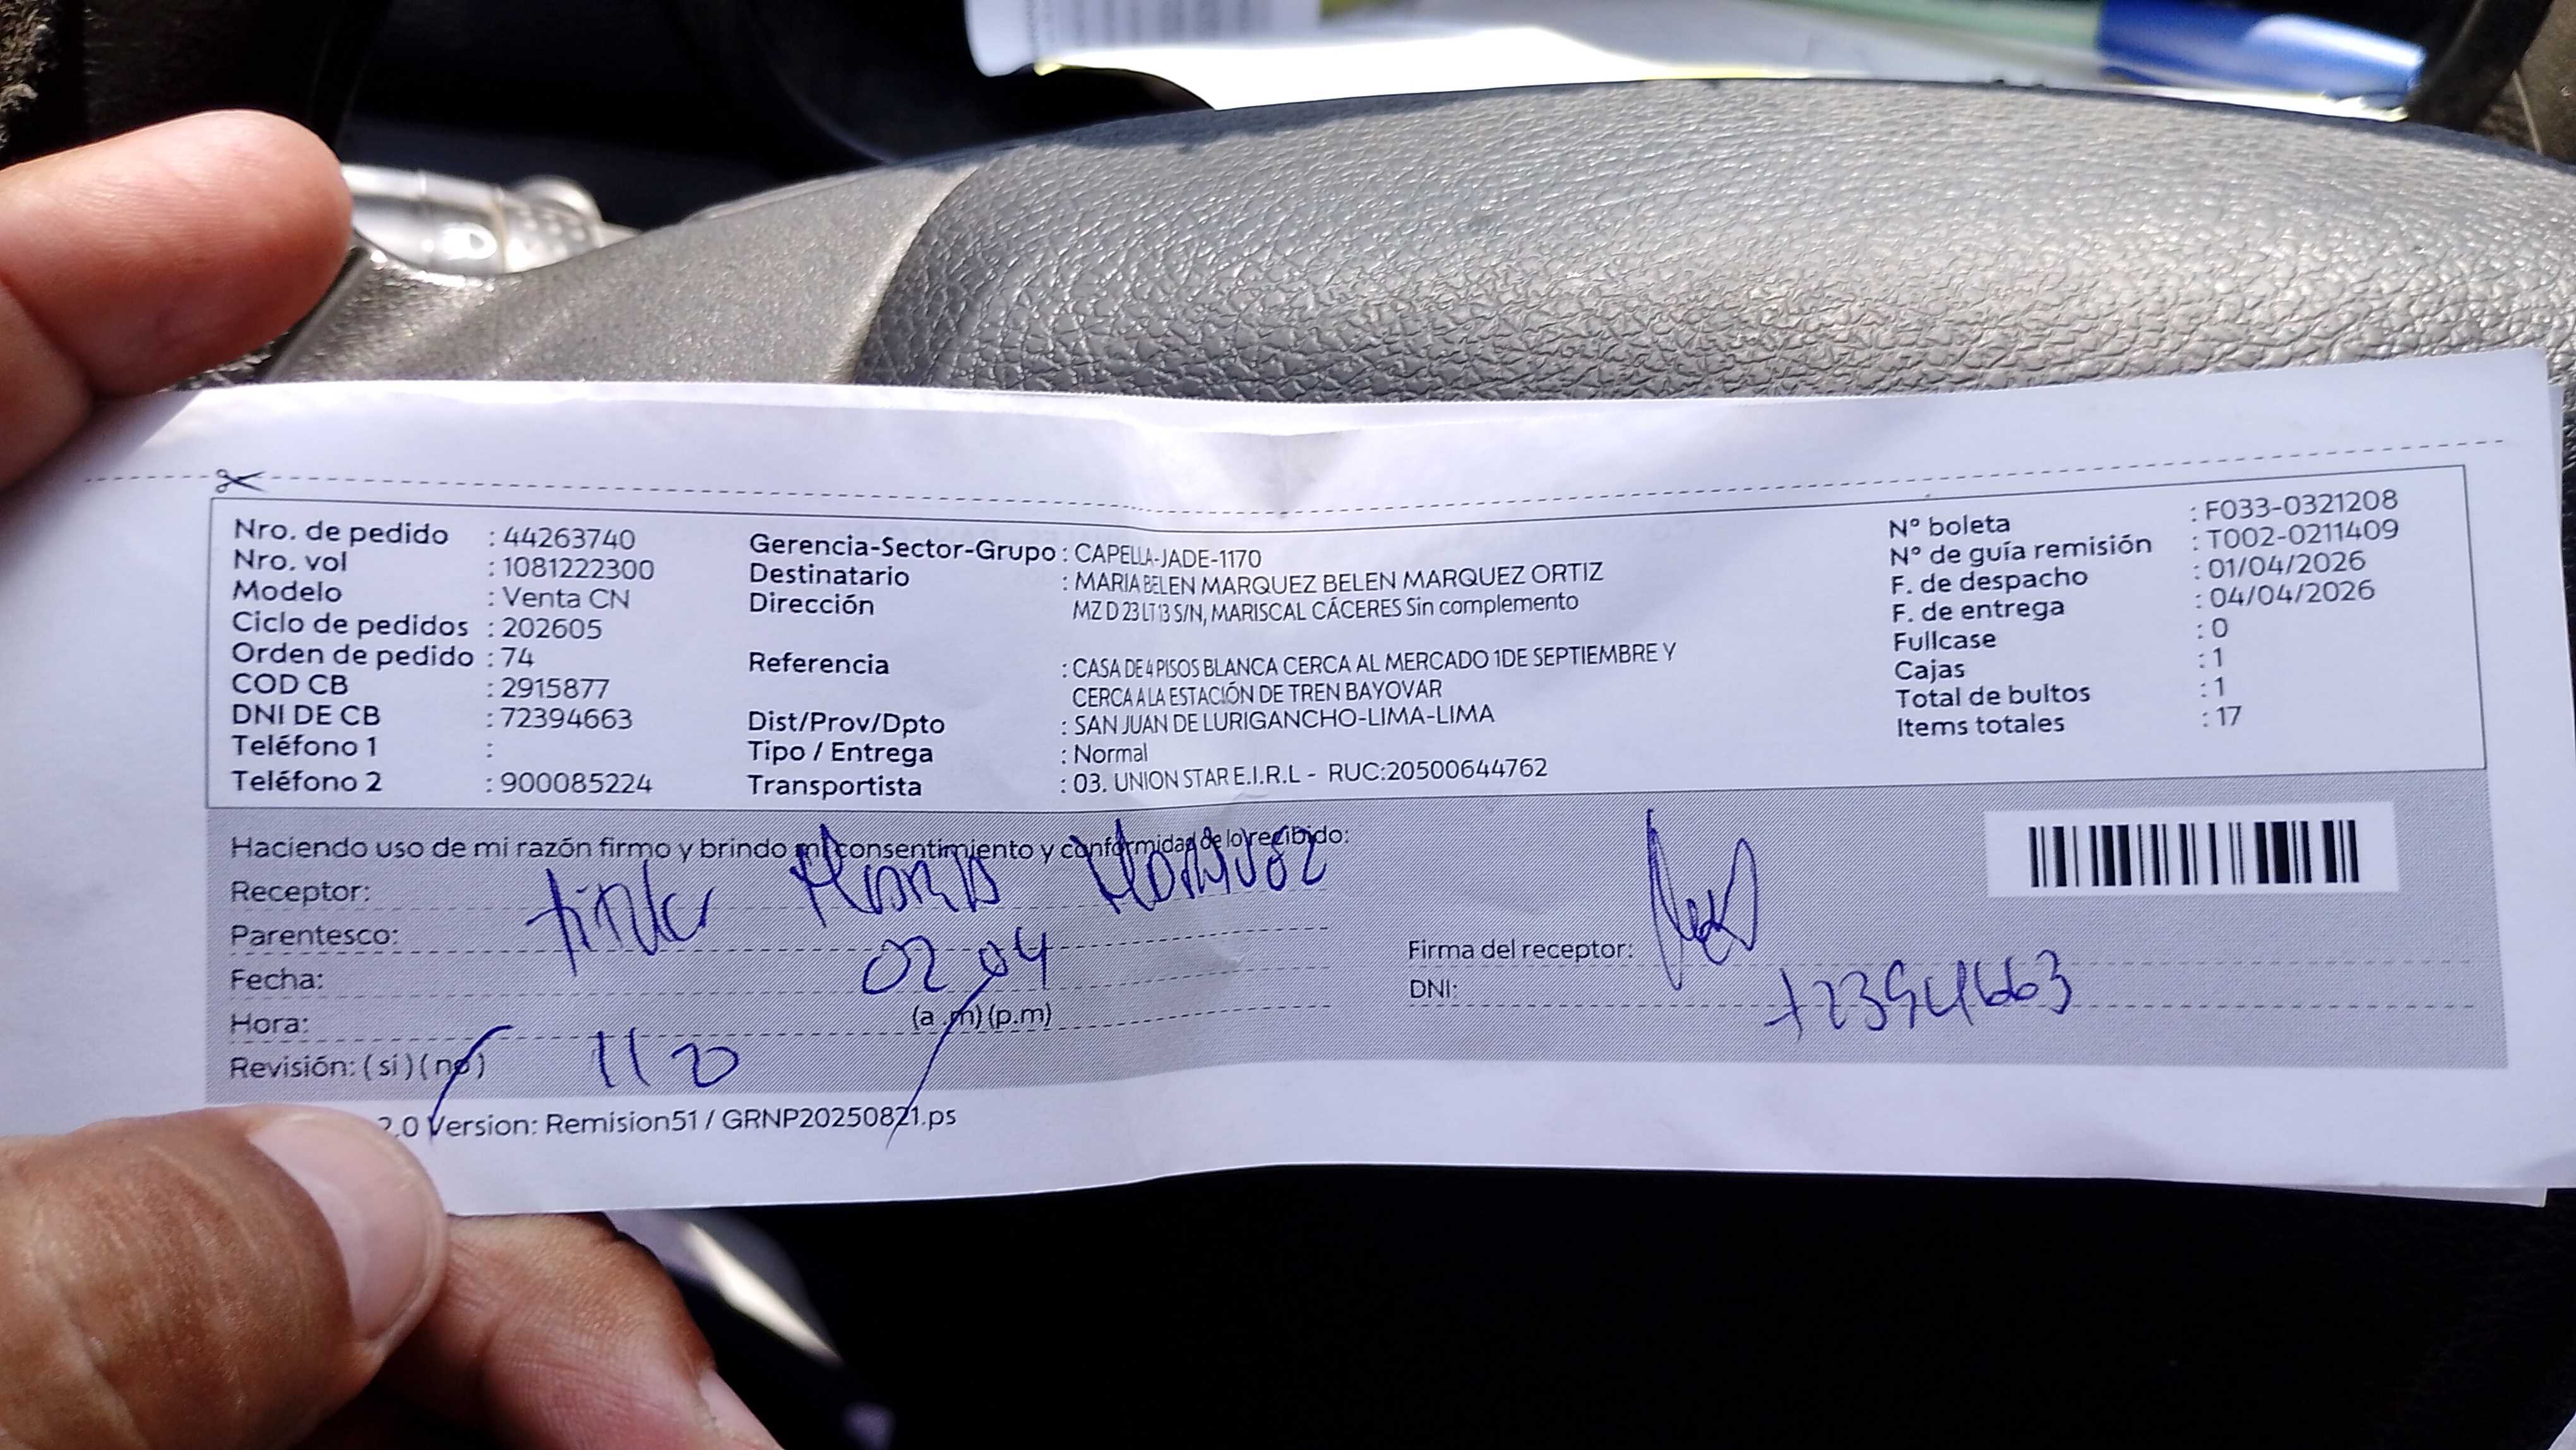 Nro. de pedido : 44263740
Nro. vol : 1081222300
Modelo : Venta CN
Ciclo de pedidos : 202605
Orden de pedido : 74
COD CB : 2915877
DNI DE CB : 72394663
Teléfono 1 :
Teléfono 2 : 900085224
Gerencia-Sector-Grupo : CAPELLA-JADE-1170
Destinatario : MARIA BELEN MARQUEZ BELEN MARQUEZ ORTIZ
Dirección MZ D 23 LT 13 S/N, MARISCAL CÁCERES Sin complemento
Referencia : CASA DE 4 PISOS BLANCA CERCA AL MERCADO 1DE SEPTIEMBRE Y
CERCA A LA ESTACIÓN DE TREN BAYOVAR
Dist/Prov/Dpto : SAN JUAN DE LURIGANCHO-LIMA-LIMA
Tipo / Entrega : Normal
Transportista : 03. UNION STAR E.I.R.L - RUC:20500644762
N° boleta : F033-0321208
N° de guía remisión : T002-0211409
F. de despacho : 01/04/2026
F. de entrega : 04/04/2026
Fullcase : 0
Cajas : 1
Total de bultos : 1
Items totales : 17
Haciendo uso de mi razón firmo y brindo mi consentimiento y conformidad de lo recibido:
Receptor: Maria Marquez
Parentesco: titular
Fecha: 02/04
Hora: (a .m) (p.m)
Revisión: ( si ) ( no ) 11 20
Firma del receptor:
DNI: 72394663
2.0 Version: Remision51 / GRNP20250821.ps